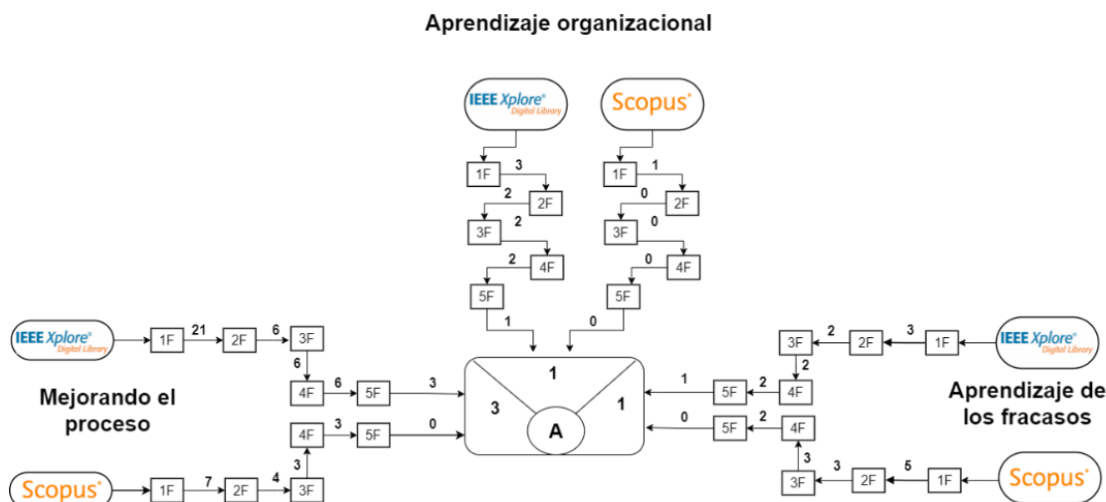 Aprendizaje organizacional
IEEE Xplore®
Digital Library
Scopus®
1F
3
1F
1
2
2F
0
2F
3F
2
3F
0
2
4F
0
4F
5F
5F
1
0
IEEE Xplore®
Digital Library
1F
21
2F
6
3F
6
4F
6
5F
3
Mejorando el
proceso
Scopus®
1F
7
2F
4
3F
3
4F
3
5F
0
1
3
1
A
IEEE Xplore®
Digital Library
1F
3
2F
2
3F
2
4F
2
5F
1
Aprendizaje de
los fracasos
Scopus®
1F
5
2F
3
3F
3
4F
2
5F
0